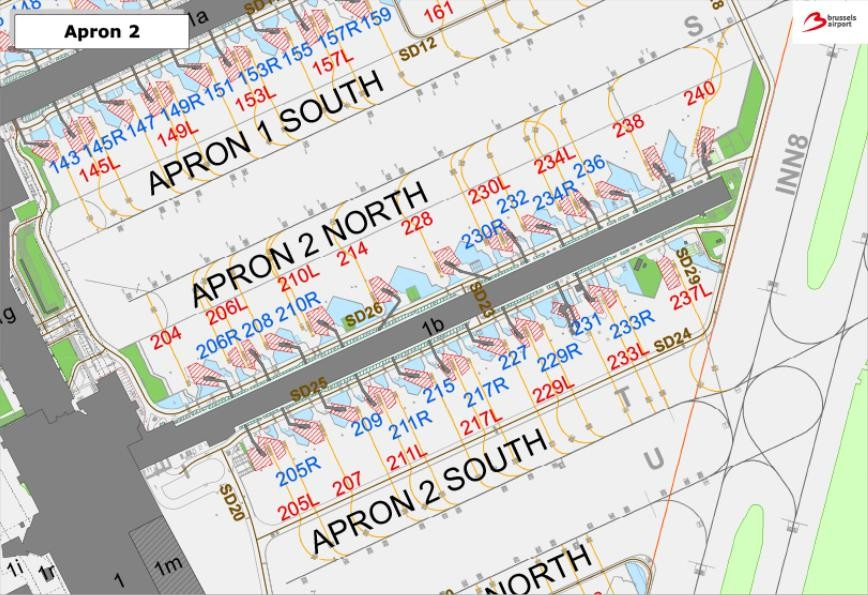 Apron 2
brussels
airport
148
1a
SD12
161
S
143
145R
147
149R
151
153R
155
157R
159
145L
149L
153L
157L
APRON 1 SOUTH
240
238
INN8
234L
236
230L
232
234R
228
230R
APRON 2 NORTH
214
210L
206L
204
206R
208
210R
SD26
SD23
SD29
237L
1b
231
233R
SD24
227
229R
233L
SD25
215
217R
229L
209
211R
217L
T
205R
207
211L
205L
APRON 2 SOUTH
U
SD20
NORTH
1i
1r
1
1m